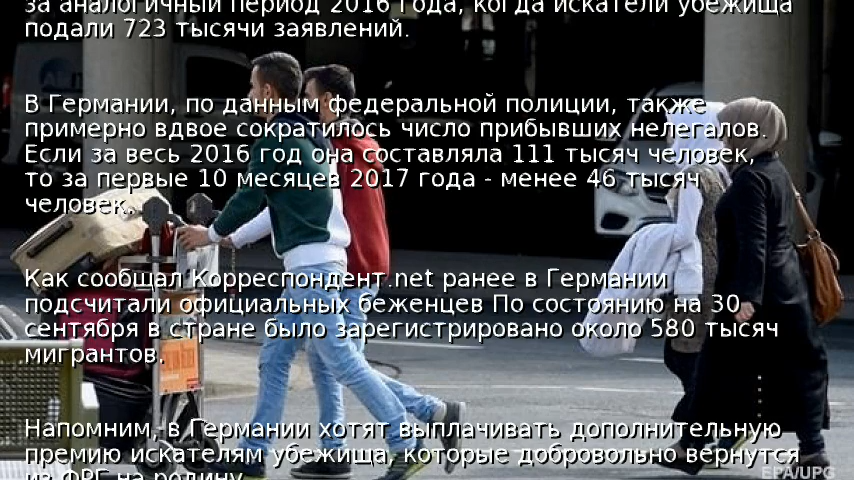 за аналогичный период 2016 года, когда искатели убежища
подали 723 тысячи заявлений.
В Германии, по данным федеральной полиции, также
примерно вдвое сократилось число прибывших нелегалов.
Если за весь 2016 год она составляла 111 тысяч человек,
то за первые 10 месяцев 2017 года - менее 46 тысяч
человек.
Как сообщал Корреспондент.net ранее в Германии
подсчитали официальных беженцев По состоянию на 30
сентября в стране было зарегистрировано около 580 тысяч
мигрантов.
Напомним, в Германии хотят выплачивать дополнительную
премию искателям убежища, которые добровольно вернутся
из ФРГ на родину.
EPA/UPG